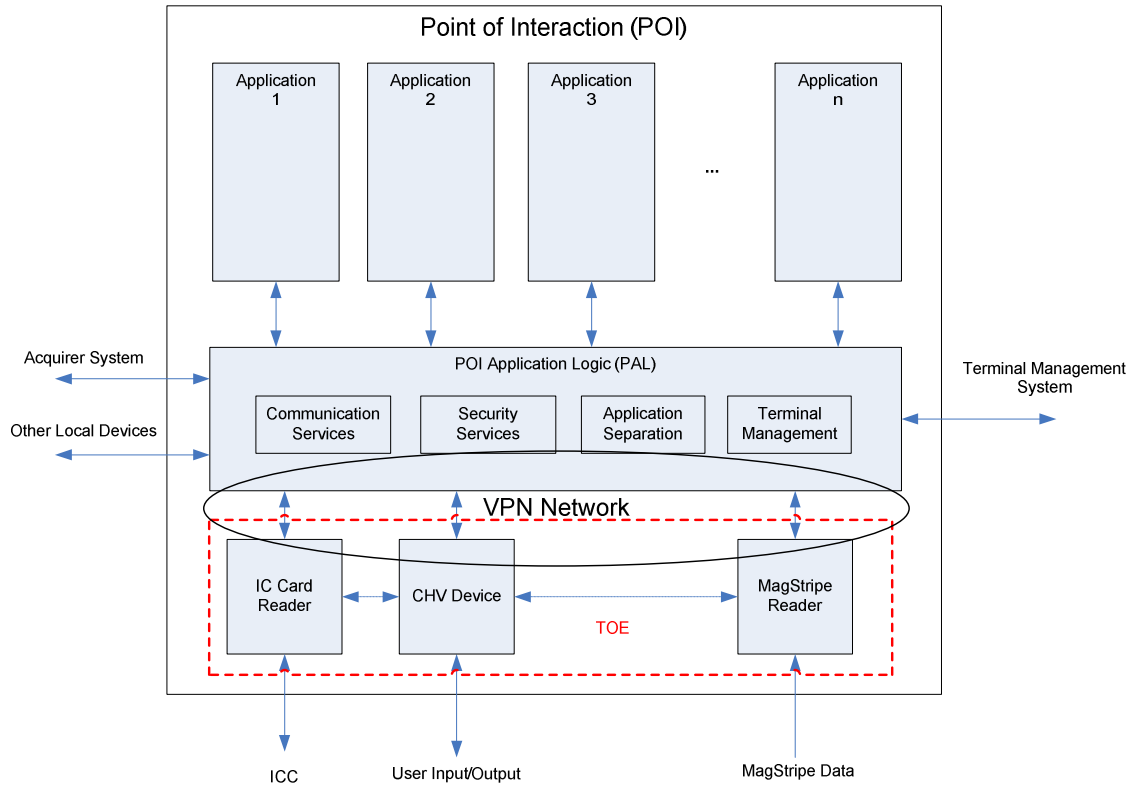 Point of Interaction (POI)
Application
1
Application
2
Application
3
...
Application
n
Acquirer System
Other Local Devices
POI Application Logic (PAL)
Communication
Services
Security
Services
Application
Separation
Terminal
Management
Terminal Management
System
VPN Network
IC Card
Reader
CHV Device
MagStripe
Reader
TOE
ICC
User Input/Output
MagStripe Data